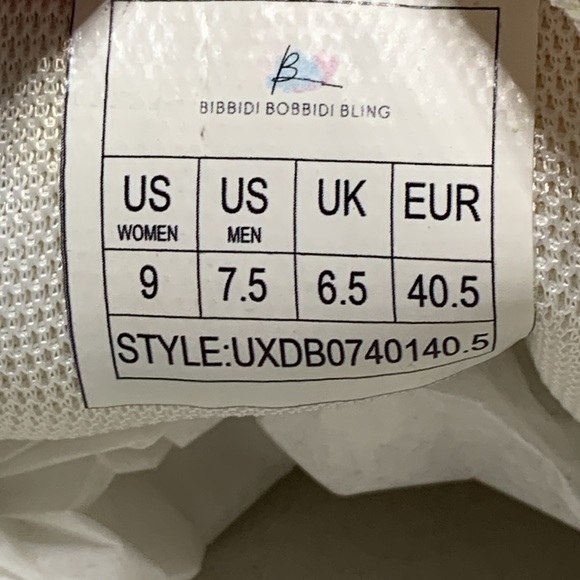 B
BIBBIDI BOBBIDI BLING
US US UK EUR
WOMEN MEN
9 7.5 6.5 40.5
STYLE:UXDB0740140.5